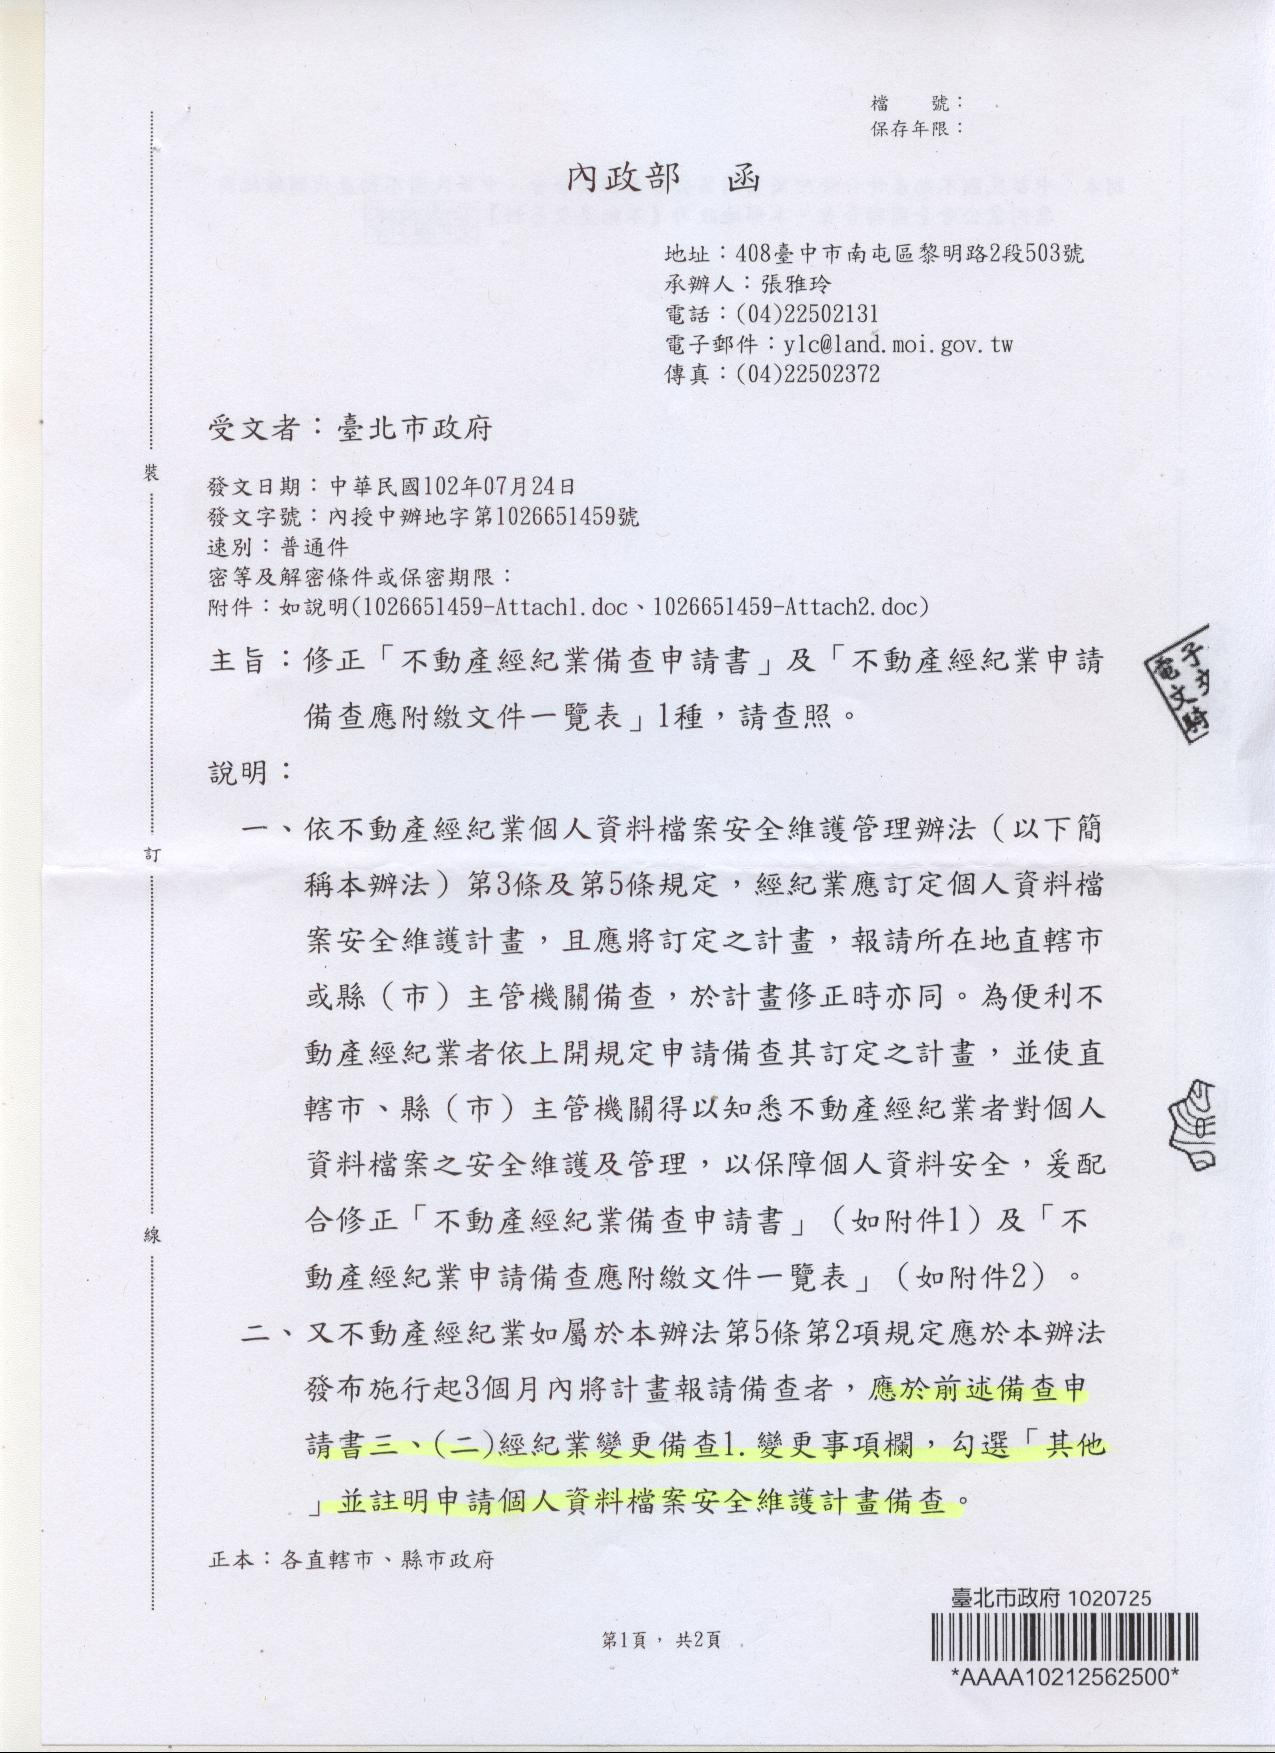 檔　　號：
保存年限：
內政部　函
地址：408臺中市南屯區黎明路2段503號
承辦人：張雅玲
電話：(04)22502131
電子郵件：ylc@land.moi.gov.tw
傳真：(04)22502372
受文者：臺北市政府
發文日期：中華民國102年07月24日
發文字號：內授中辦地字第1026651459號
速別：普通件
密等及解密條件或保密期限：
附件：如說明(1026651459-Attach1.doc、1026651459-Attach2.doc)
主旨：修正「不動產經紀業備查申請書」及「不動產經紀業申請
備查應附繳文件一覽表」1種，請查照。
說明：
一、依不動產經紀業個人資料檔案安全維護管理辦法（以下簡
稱本辦法）第3條及第5條規定，經紀業應訂定個人資料檔
案安全維護計畫，且應將訂定之計畫，報請所在地直轄市
或縣（市）主管機關備查，於計畫修正時亦同。為便利不
動產經紀業者依上開規定申請備查其訂定之計畫，並使直
轄市、縣（市）主管機關得以知悉不動產經紀業者對個人
資料檔案之安全維護及管理，以保障個人資料安全，爰配
合修正「不動產經紀業備查申請書」（如附件1）及「不
動產經紀業申請備查應附繳文件一覽表」（如附件2）。
二、又不動產經紀業如屬於本辦法第5條第2項規定應於本辦法
發布施行起3個月內將計畫報請備查者，應於前述備查申
請書三、(二)經紀業變更備查1.變更事項欄，勾選「其他
」並註明申請個人資料檔案安全維護計畫備查。
正本：各直轄市、縣市政府
裝
訂
線
電子
文
臺北市政府 1020725
*AAAA10212562500*
第1頁，共2頁